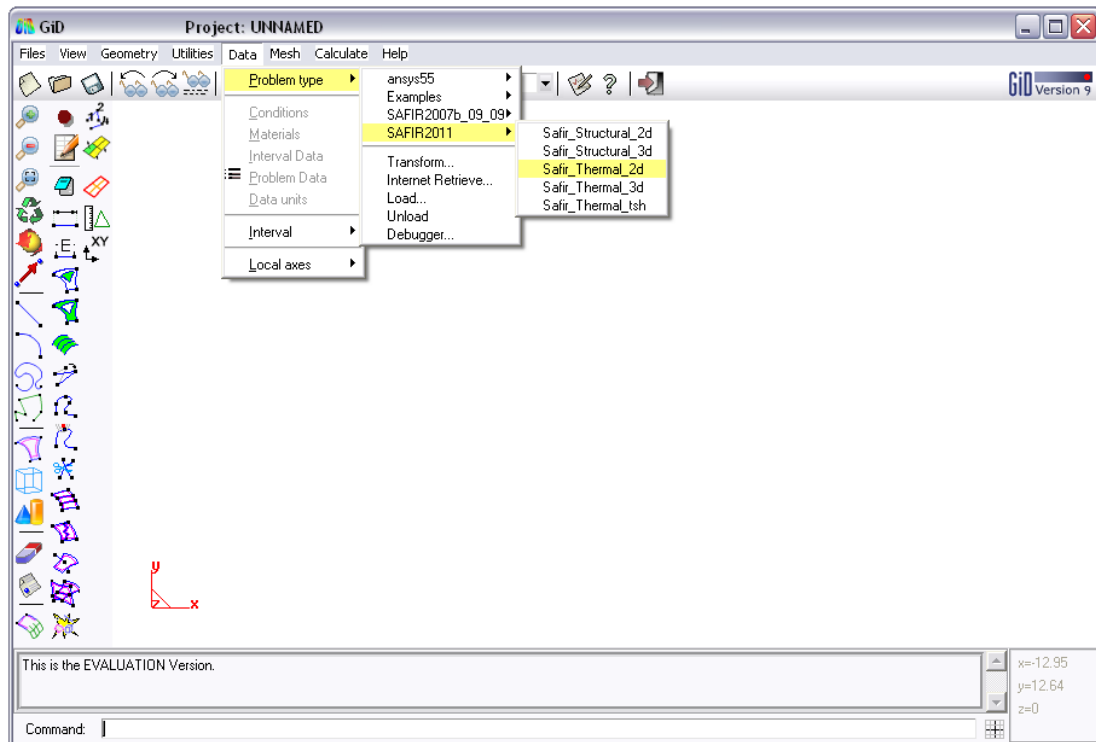 GiD Project: UNNAMED
Files View Geometry Utilities Data Mesh Calculate Help
GiD Version 9
Problem type
Conditions
Materials
Interval Data
Problem Data
Data units
Interval
Local axes
ansys55
Examples
SAFIR2007b_09_09
SAFIR2011
Transform...
Internet Retrieve...
Load...
Unload
Debugger...
Safir_Structural_2d
Safir_Structural_3d
Safir_Thermal_2d
Safir_Thermal_3d
Safir_Thermal_tsh
2
E
XY
y
z x
This is the EVALUATION Version.
x=-12.95
y=12.64
z=0
Command: